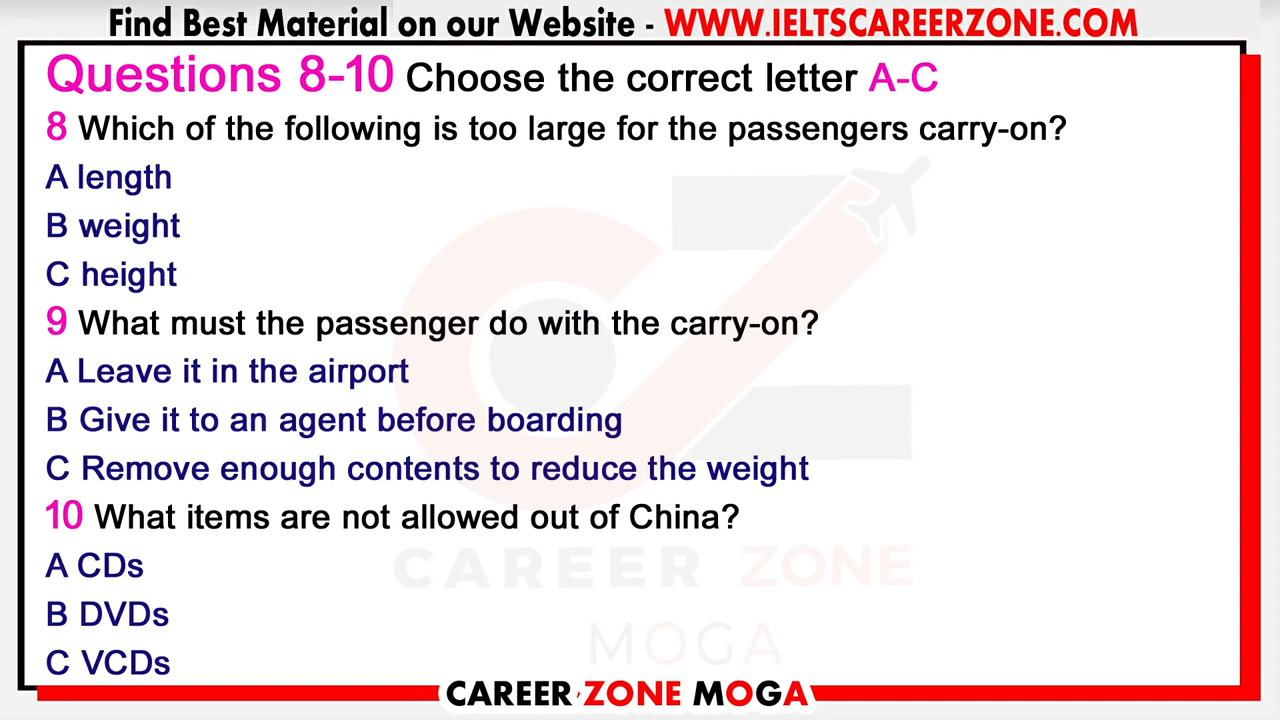 Find Best Material on our Website - WWW.IELTSCAREERZONE.COM
Questions 8-10 Choose the correct letter A-C
8 Which of the following is too large for the passengers carry-on?
A length
B weight
C height
9 What must the passenger do with the carry-on?
A Leave it in the airport
B Give it to an agent before boarding
C Remove enough contents to reduce the weight
10 What items are not allowed out of China?
A CDs
B DVDs
C VCDs
CAREER ZONE
MOGA
CAREER ZONE MOGA